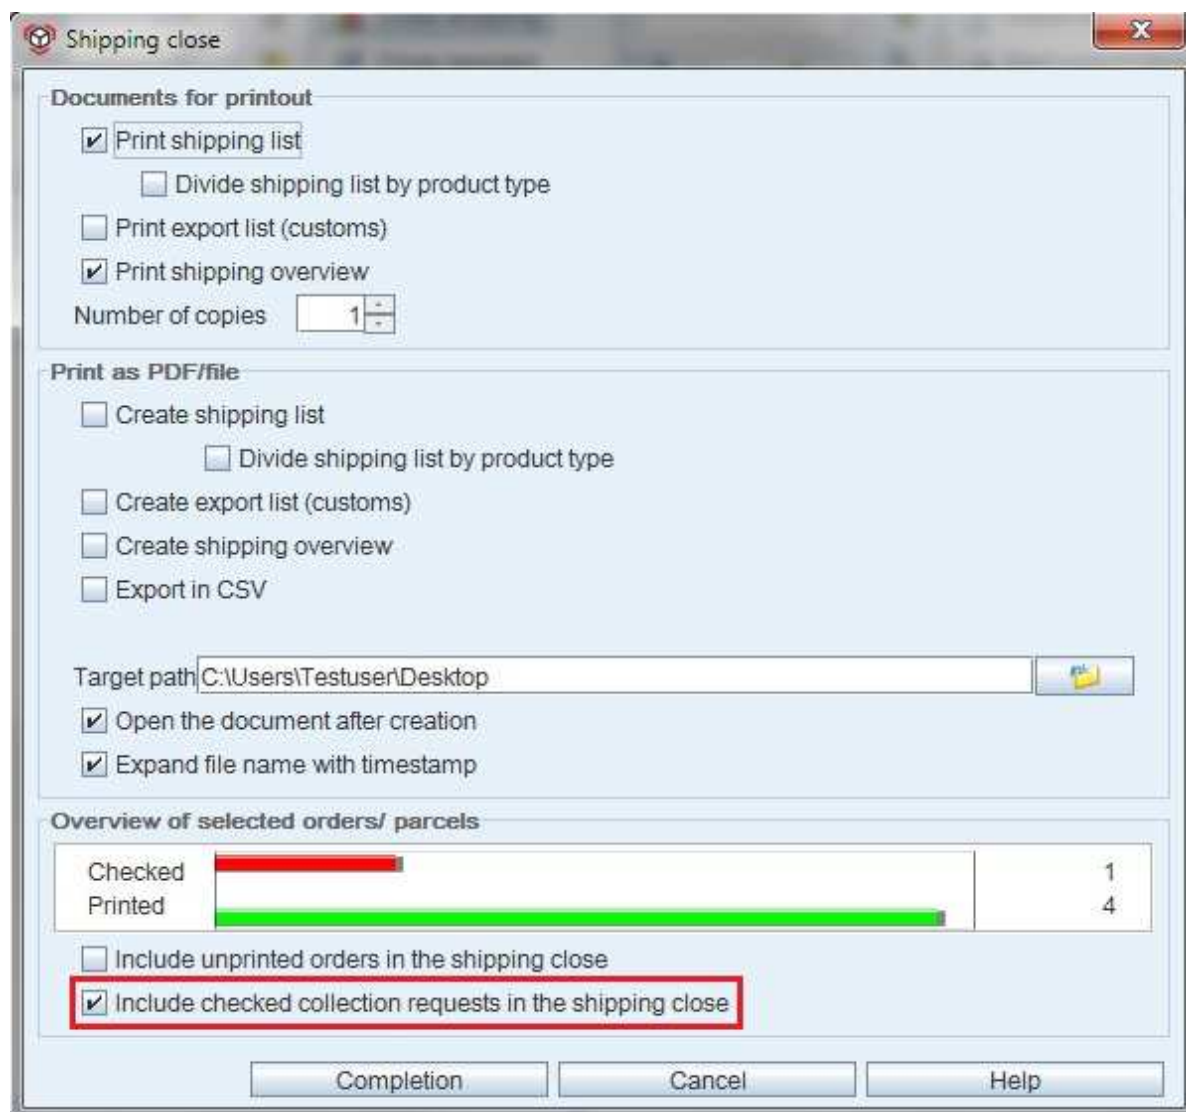 Shipping close
Documents for printout
Print shipping list
Divide shipping list by product type
Print export list (customs)
Print shipping overview
Number of copies 1
Print as PDF/file
Create shipping list
Divide shipping list by product type
Create export list (customs)
Create shipping overview
Export in CSV
Target path C:\Users\Testuser\Desktop
Open the document after creation
Expand file name with timestamp
Overview of selected orders/ parcels
Checked 1
Printed 4
Include unprinted orders in the shipping close
Include checked collection requests in the shipping close
Completion Cancel Help